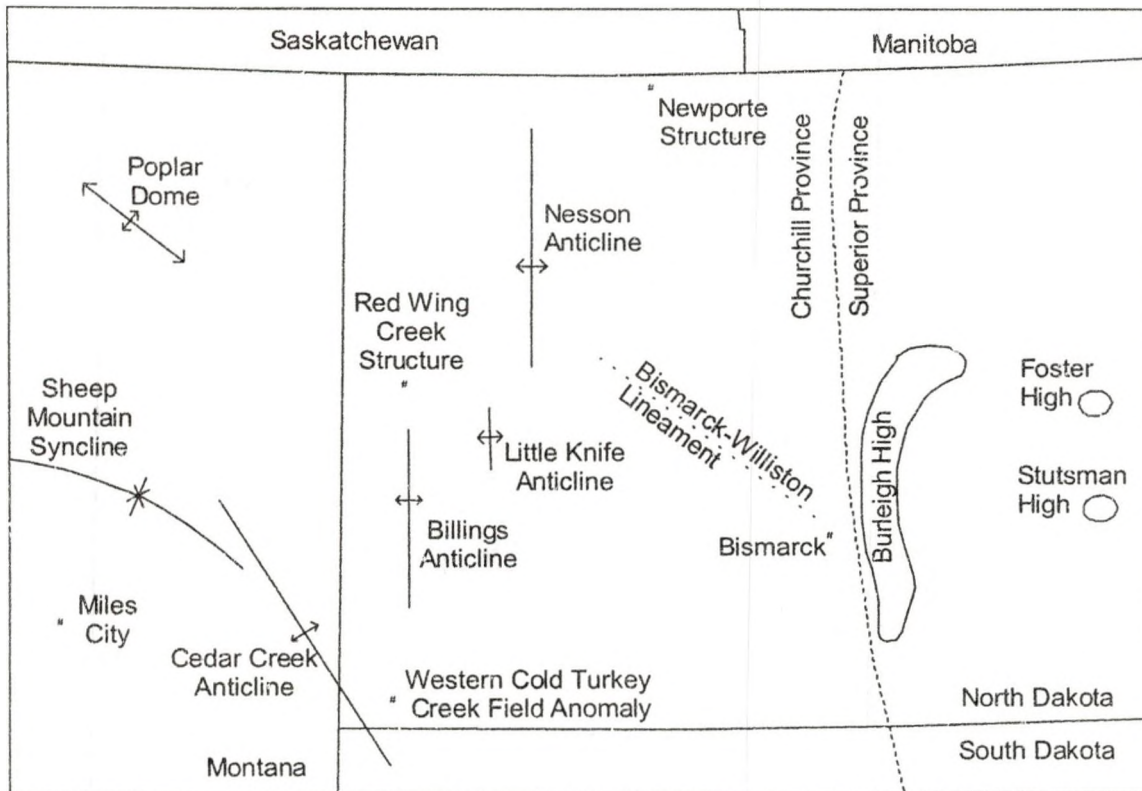 Saskatchewan
Manitoba
Newporte
Structure
Churchill Province
Superior Province
Poplar
Dome
Nesson
Anticline
Red Wing
Creek
Structure
Sheep
Mountain
Syncline
Bismarck-Williston
Lineament
Foster
High
Little Knife
Anticline
Burleigh High
Stutsman
High
Billings
Anticline
Bismarck
Miles
City
Cedar Creek
Anticline
Western Cold Turkey
Creek Field Anomaly
North Dakota
Montana
South Dakota